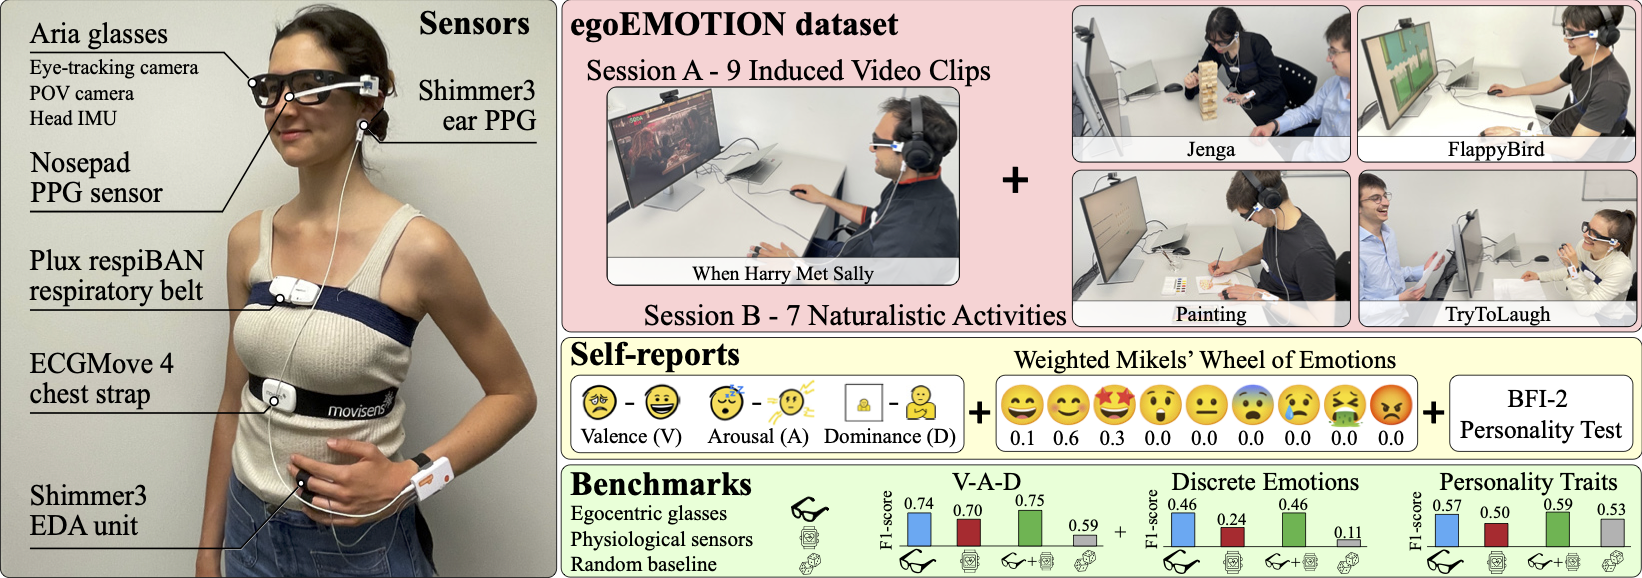 Sensors
Aria glasses
Eye-tracking camera
POV camera
Head IMU
Shimmer3
ear PPG
Nosepad
PPG sensor
Plux respiBAN
respiratory belt
ECGMove 4
chest strap
movisens
Shimmer3
EDA unit
egoEMOTION dataset
Session A - 9 Induced Video Clips
When Harry Met Sally
+
Jenga
FlappyBird
Painting
TryToLaugh
Session B - 7 Naturalistic Activities
Self-reports
Weighted Mikels' Wheel of Emotions
Valence (V) Arousal (A) Dominance (D)
+
0.1 0.6 0.3 0.0 0.0 0.0 0.0 0.0 0.0
+
BFI-2
Personality Test
Benchmarks
Egocentric glasses
Physiological sensors
Random baseline
V-A-D
F1-score
0.74 0.70 0.75 0.59
+
+
Discrete Emotions
F1-score
0.46 0.24 0.46 0.11
+
Personality Traits
F1-score
0.57 0.50 0.59 0.53
+